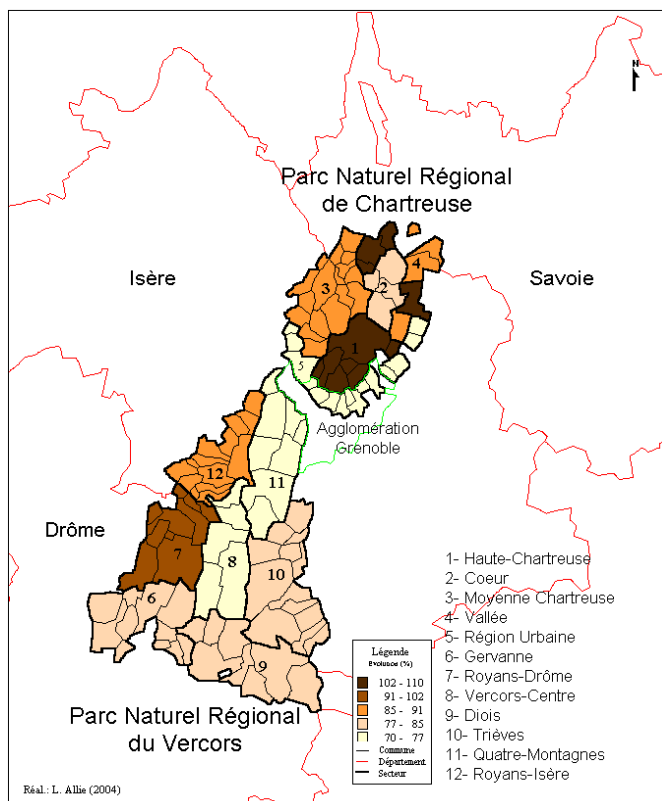 N
Parc Naturel Régional
de Chartreuse
Isère
Savoie
4
2
3
1
5
Agglomération
Grenoble
12
11
Drôme
7
8
10
6
9
Parc Naturel Régional
du Vercors
1- Haute-Chartreuse
2- Coeur
3- Moyenne Chartreuse
4- Vallée
5- Région Urbaine
6- Gervanne
7- Royans-Drôme
8- Vercors-Centre
9- Diois
10- Trièves
11- Quatre-Montagnes
12- Royans-Isère
Légende
Evolution (%)
102 - 110
91 - 102
85 - 91
77 - 85
70 - 77
Commune
Département
Secteur
Réal.: L. Allie (2004)